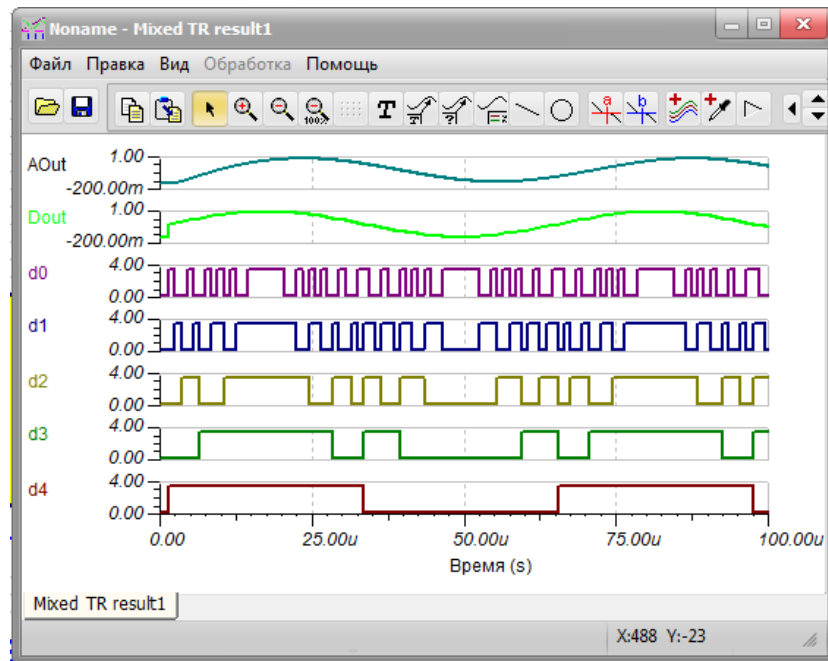 Noname - Mixed TR result1
Файл Правка Вид Обработка Помощь
100%
T
a
b
AOut
1.00
-200.00m
Dout
1.00
-200.00m
d0
4.00
0.00
d1
4.00
0.00
d2
4.00
0.00
d3
4.00
0.00
d4
4.00
0.00
0.00 25.00u 50.00u 75.00u 100.00u
Время (s)
Mixed TR result1
X:488 Y:-23